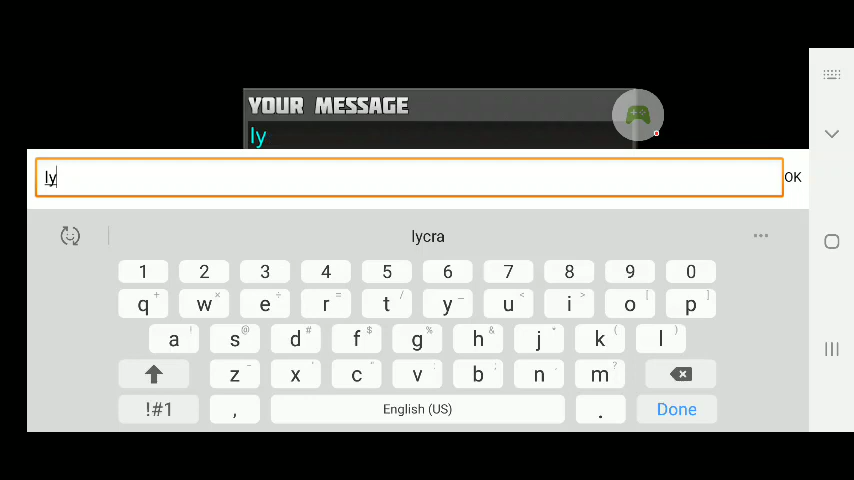 YOUR MESSAGE
ly
ly
OK
lycra
1 2 3 4 5 6 7 8 9 0
q + w × e ÷ r = t / y _ u < i > o [ p ]
a ! s @ d # f $ g % h & j * k ( l )
z - x ' c " v : b ; n , m ?
!#1 , English (US) . Done